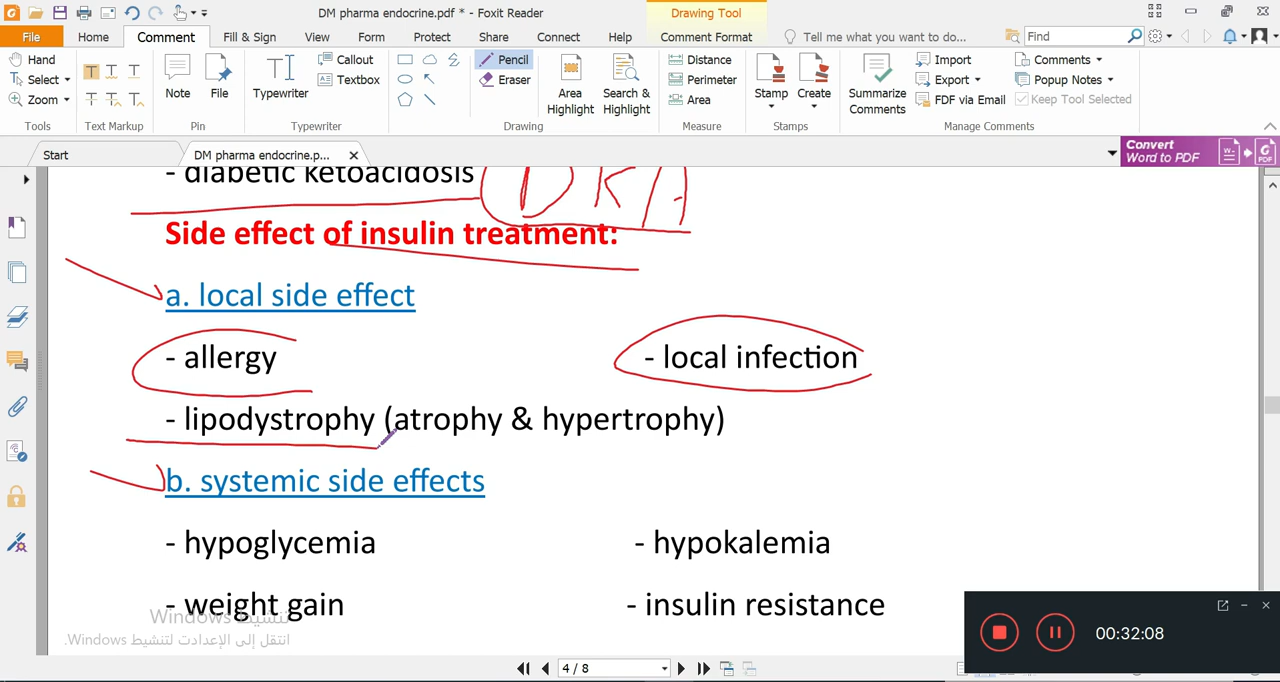 DM pharma endocrine.pdf * - Foxit Reader
Drawing Tool
File Home Comment Fill & Sign View Form Protect Share Connect Help Comment Format Tell me what you want to do... Find
Hand
Select
Zoom
Tools
Text Markup
Note
File
Pin
Typewriter
Callout
Textbox
Typewriter
Pencil
Eraser
Area Highlight
Search & Highlight
Drawing
Distance
Perimeter
Area
Measure
Stamp
Create
Stamps
Summarize Comments
Import
Export
FDF via Email
Comments
Popup Notes
Keep Tool Selected
Manage Comments
Start
DM pharma endocrine.p...
Convert
Word to PDF
- diabetic ketoacidosis DKA
Side effect of insulin treatment:
a. local side effect
- allergy - local infection
- lipodystrophy (atrophy & hypertrophy)
b. systemic side effects
- hypoglycemia - hypokalemia
- weight gain - insulin resistance
تنشيط Windows
انتقل إلى الإعدادت لتنشيط Windows.
00:32:08
4 / 8